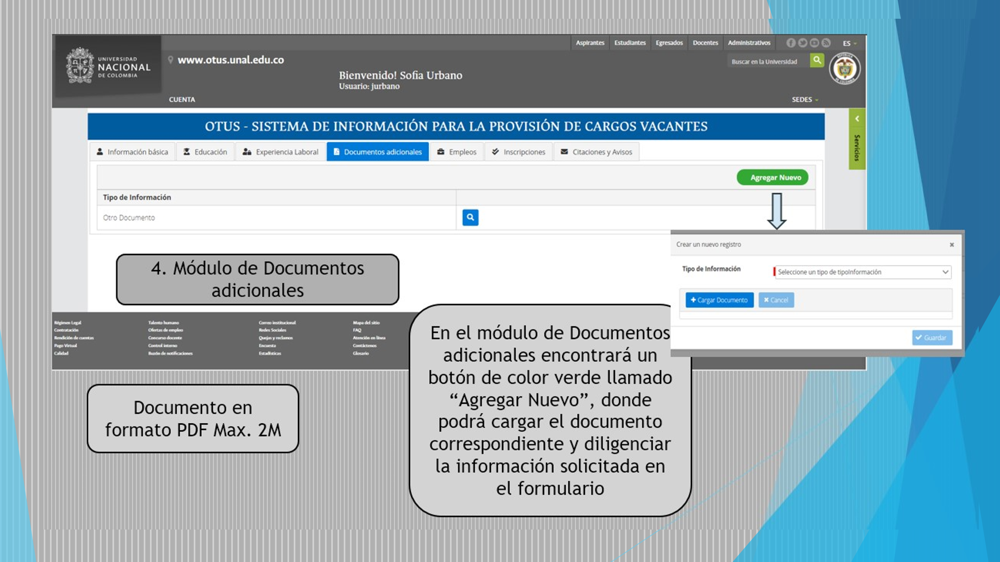 Aspirantes Estudiantes Egresados Docentes Administrativos ES
UNIVERSIDAD
NACIONAL
DE COLOMBIA
www.otus.unal.edu.co
Buscar en la Universidad
Bienvenido! Sofia Urbano
Usuario: jurbano
CUENTA
SEDES
OTUS - SISTEMA DE INFORMACIÓN PARA LA PROVISIÓN DE CARGOS VACANTES
Servicios
Información básica Educación Experiencia Laboral Documentos adicionales Empleos Inscripciones Citaciones y Avisos
Agregar Nuevo
Tipo de Información
Otro Documento
Crear un nuevo registro
Tipo de Información Seleccione un tipo de tipoInformación
Cargar Documento Cancel
Guardar
4. Módulo de Documentos
adicionales
Régimen Legal Talento humano Correo institucional Mapa del sitio
Contratación Ofertas de empleo Redes Sociales FAQ
Rendición de cuentas Concurso docente Quejas y reclamos Atención en línea
Pago Virtual Control interno Encuesta Contáctenos
Calidad Buzón de notificaciones Estadísticas Glosario
En el módulo de Documentos
adicionales encontrará un
botón de color verde llamado
“Agregar Nuevo”, donde
podrá cargar el documento
correspondiente y diligenciar
la información solicitada en
el formulario
Documento en
formato PDF Max. 2M